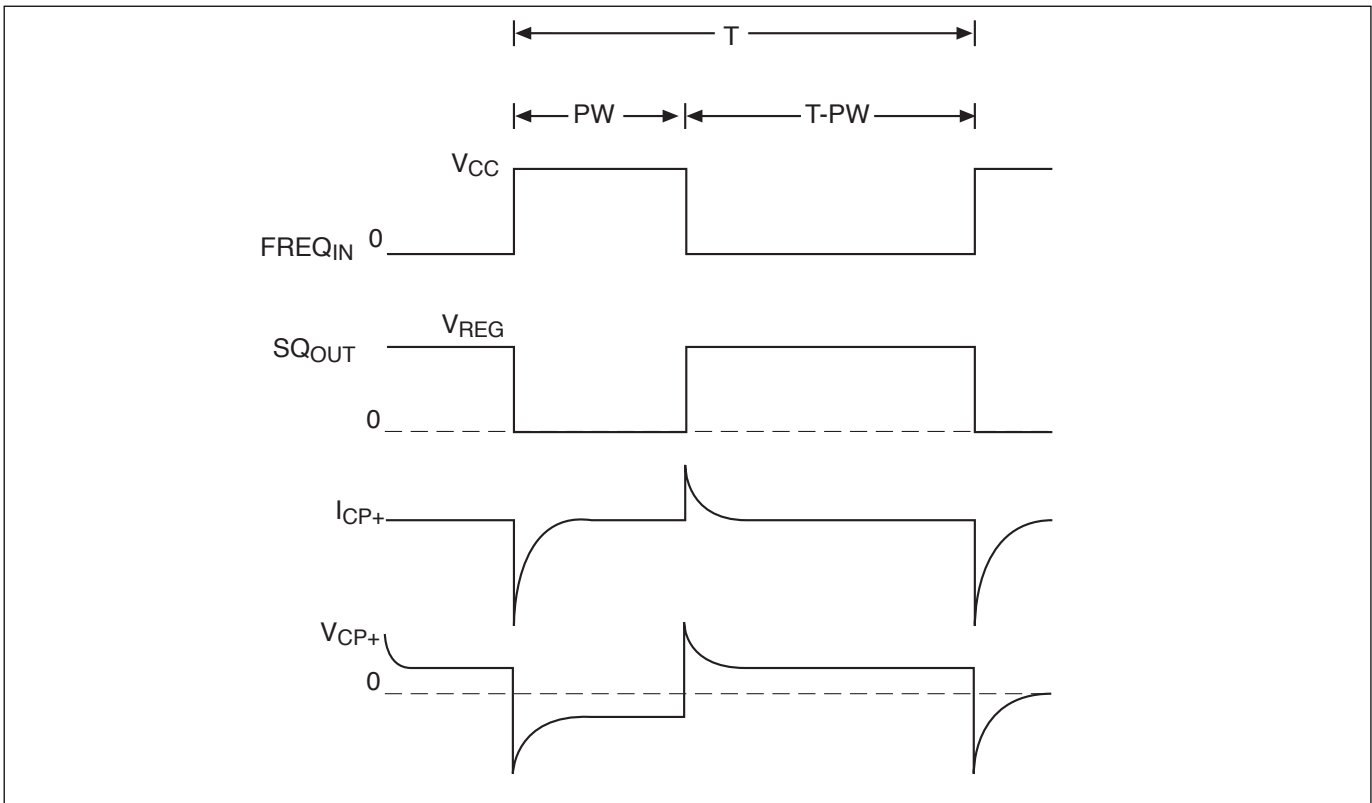 T
PW T-PW
VCC
FREQIN 0
VREG
SQOUT
0
ICP+
VCP+
0